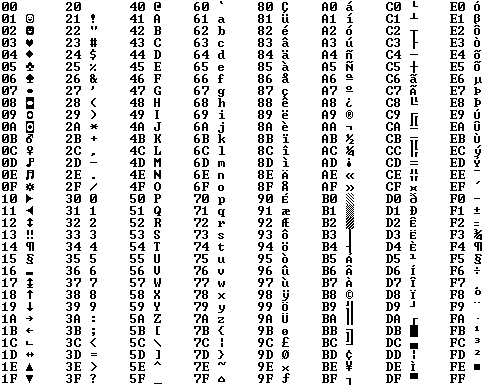 00 20 40 @ 60 ` 80 Ç A0 á C0 └ E0 Ó
01 ☺ 21 ! 41 A 61 a 81 ü A1 í C1 ┴ E1 ß
02 ☻ 22 " 42 B 62 b 82 é A2 ó C2 ┬ E2 Ô
03 ♥ 23 # 43 C 63 c 83 â A3 ú C3 ├ E3 Ò
04 ♦ 24 $ 44 D 64 d 84 ä A4 ñ C4 ─ E4 õ
05 ♣ 25 % 45 E 65 e 85 à A5 Ñ C5 ┼ E5 Õ
06 ♠ 26 & 46 F 66 f 86 å A6 ª C6 ã E6 µ
07 • 27 ' 47 G 67 g 87 ç A7 º C7 Ã E7 þ
08 ◘ 28 ( 48 H 68 h 88 ê A8 ¿ C8 ╚ E8 Þ
09 ○ 29 ) 49 I 69 i 89 ë A9 ® C9 ╔ E9 Ú
0A ◙ 2A * 4A J 6A j 8A è AA ¬ CA ╩ EA Û
0B ♂ 2B + 4B K 6B k 8B ï AB ½ CB ╦ EB Ù
0C ♀ 2C , 4C L 6C l 8C î AC ¼ CC ╠ EC ý
0D ♪ 2D - 4D M 6D m 8D ì AD ¡ CD ═ ED Ý
0E ♫ 2E . 4E N 6E n 8E Ä AE « CE ╬ EE ¯
0F ☼ 2F / 4F O 6F o 8F Å AF » CF ¤ EF ´
10 ► 30 0 50 P 70 p 90 É B0 ░ D0 ð F0
11 ◄ 31 1 51 Q 71 q 91 æ B1 ▒ D1 Ð F1 ±
12 ↕ 32 2 52 R 72 r 92 Æ B2 ▓ D2 Ê F2 ‗
13 ‼ 33 3 53 S 73 s 93 ô B3 │ D3 Ë F3 ¾
14 ¶ 34 4 54 T 74 t 94 ö B4 ┤ D4 È F4 ¶
15 § 35 5 55 U 75 u 95 ò B5 Á D5 ı F5 §
16 ▬ 36 6 56 V 76 v 96 û B6 Â D6 Í F6 ÷
17 ↨ 37 7 57 W 77 w 97 ù B7 À D7 Î F7 ¸
18 ↑ 38 8 58 X 78 x 98 ÿ B8 © D8 Ï F8 °
19 ↓ 39 9 59 Y 79 y 99 Ö B9 ╣ D9 ┘ F9 ¨
1A → 3A : 5A Z 7A z 9A Ü BA ║ DA ┌ FA ·
1B ← 3B ; 5B [ 7B { 9B ø BB ╗ DB █ FB ¹
1C ∟ 3C < 5C \ 7C | 9C £ BC ╝ DC ▄ FC ³
1D ↔ 3D = 5D ] 7D } 9D Ø BD ¢ DD ¦ FD ²
1E ▲ 3E > 5E ^ 7E ~ 9E × BE ¥ DE Ì FE ■
1F ▼ 3F ? 5F _ 7F ⌂ 9F ƒ BF ┐ DF ▀ FF